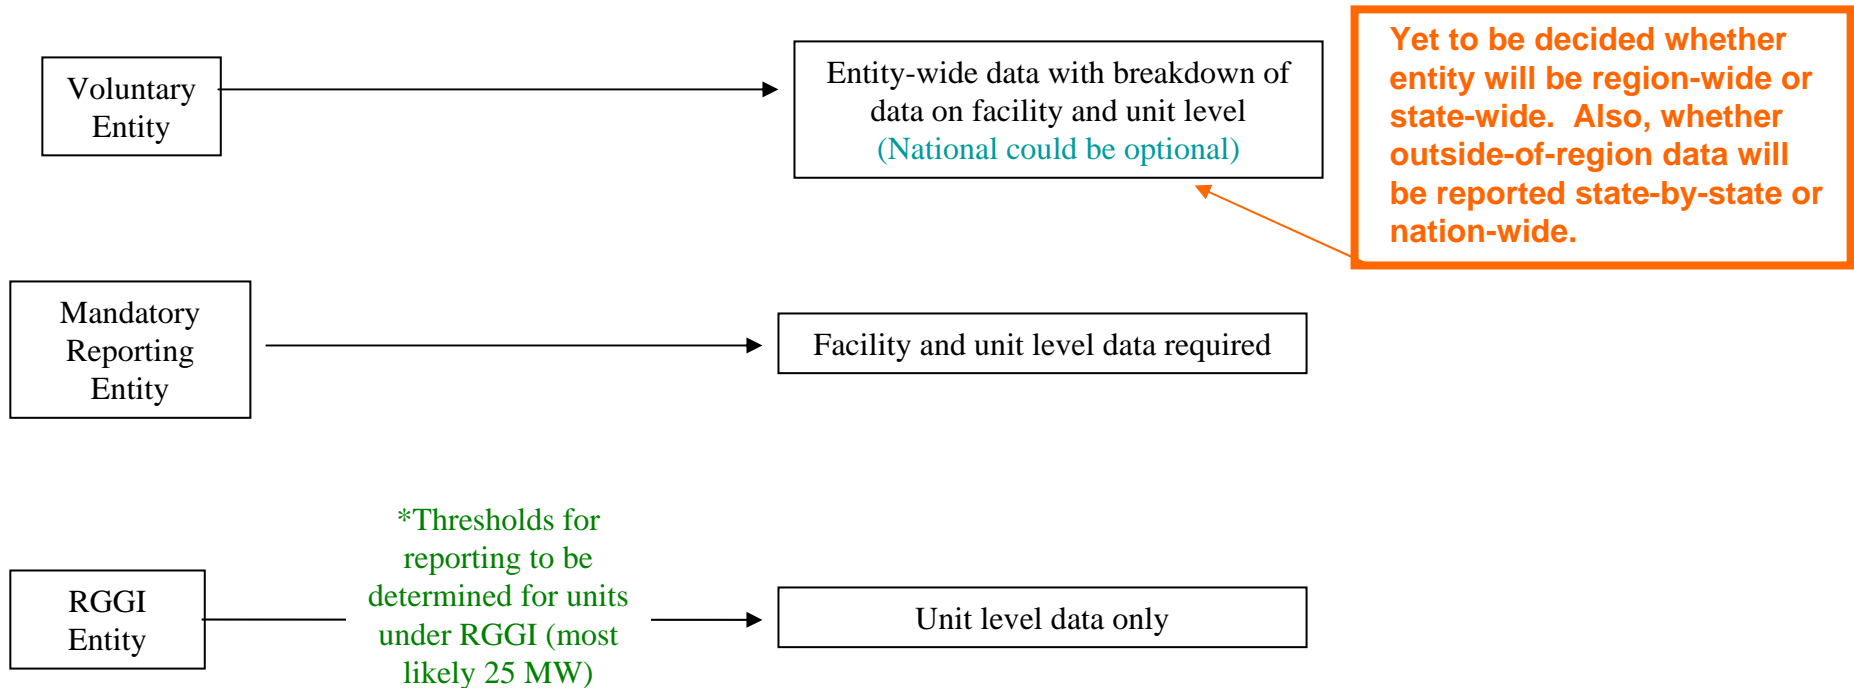 Voluntary
Entity
Entity-wide data with breakdown of
data on facility and unit level
(National could be optional)
Yet to be decided whether
entity will be region-wide or
state-wide.  Also, whether
outside-of-region data will
be reported state-by-state or
nation-wide.
Mandatory
Reporting
Entity
Facility and unit level data required
RGGI
Entity
*Thresholds for
reporting to be
determined for units
under RGGI (most
likely 25 MW)
Unit level data only